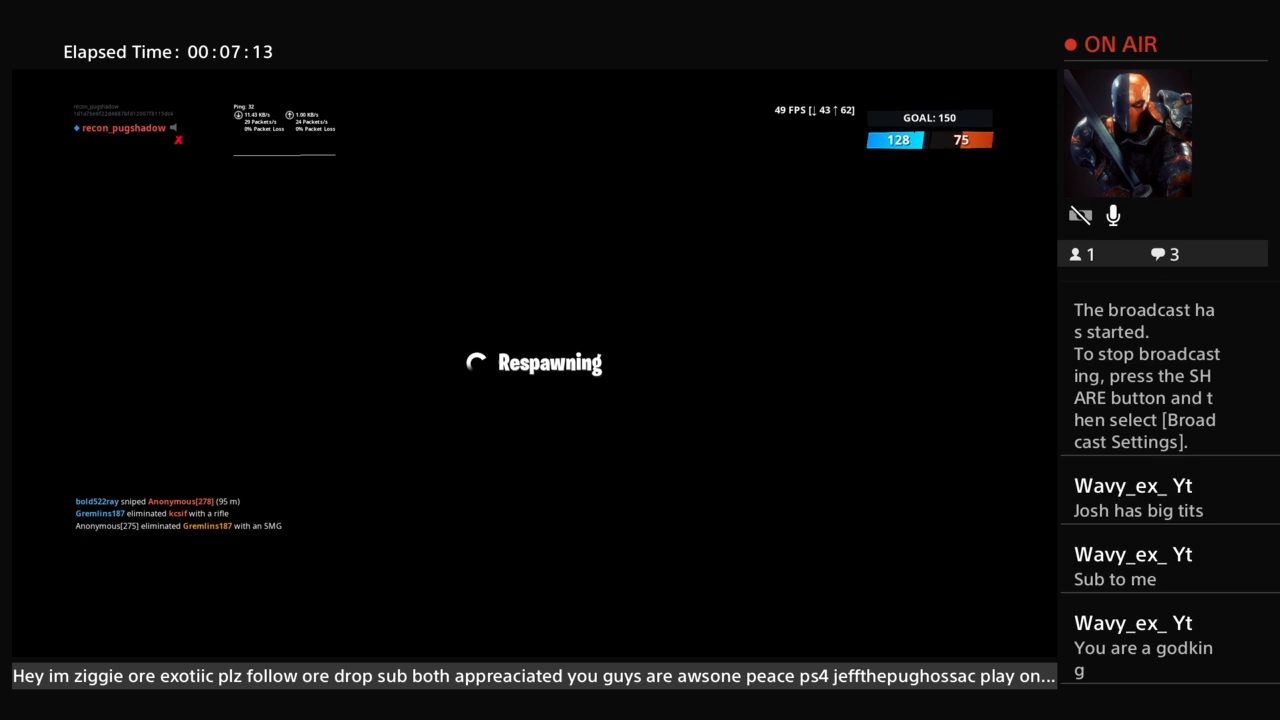 Elapsed Time: 00:07:13
ON AIR
recon_pugshadow
recon_pugshadow
X
Ping: 32
11.43 KB/s 1.00 KB/s
29 Packets/s 24 Packets/s
0% Packet Loss 0% Packet Loss
49 FPS [↓ 43 ↑ 62]
GOAL: 150
128 75
1 3
The broadcast ha
s started.
To stop broadcast
ing, press the SH
ARE button and t
hen select [Broad
cast Settings].
Respawning
Wavy_ex_ Yt
Josh has big tits
Wavy_ex_ Yt
Sub to me
Wavy_ex_ Yt
You are a godkin
g
bold522ray sniped Anonymous[278] (95 m)
Gremlins187 eliminated kcsif with a rifle
Anonymous[275] eliminated Gremlins187 with an SMG
Hey im ziggie ore exotiic plz follow ore drop sub both appreaciated you guys are awsone peace ps4 jeffthepughossac play on...